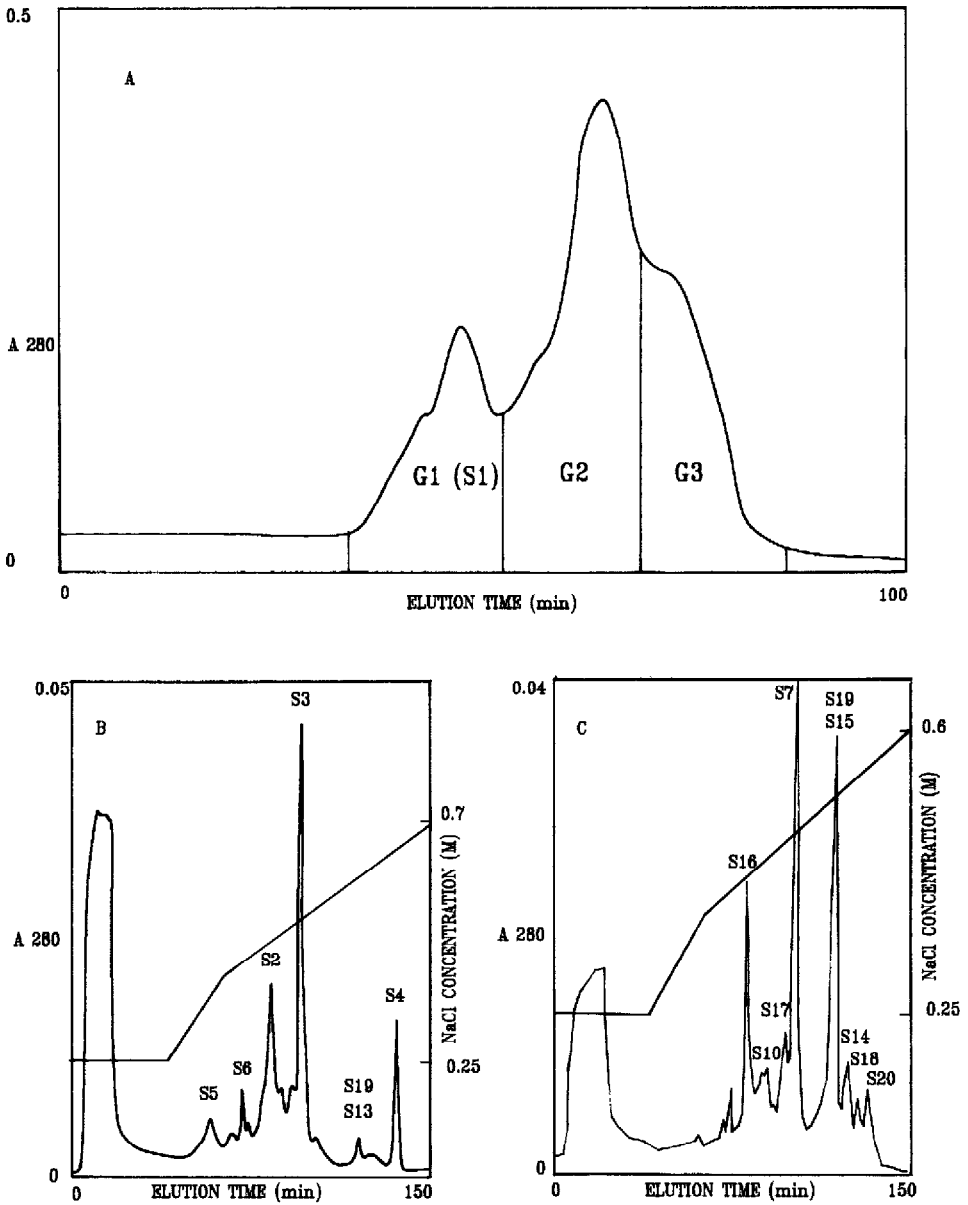 0.5
A
A 280
G1 (S1)
G2
G3
0
0
ELUTION TIME (min)
100
0.05
B
S3
0.7
NaCl CONCENTRATION (M)
A 280
S2
S4
0.25
S5
S6
S19
S13
0
0
ELUTION TIME (min)
150
0.04
S7
S19
S15
C
0.6
NaCl CONCENTRATION (M)
S16
A 280
S17
0.25
S10
S14
S18
S20
0
0
ELUTION TIME (min)
150